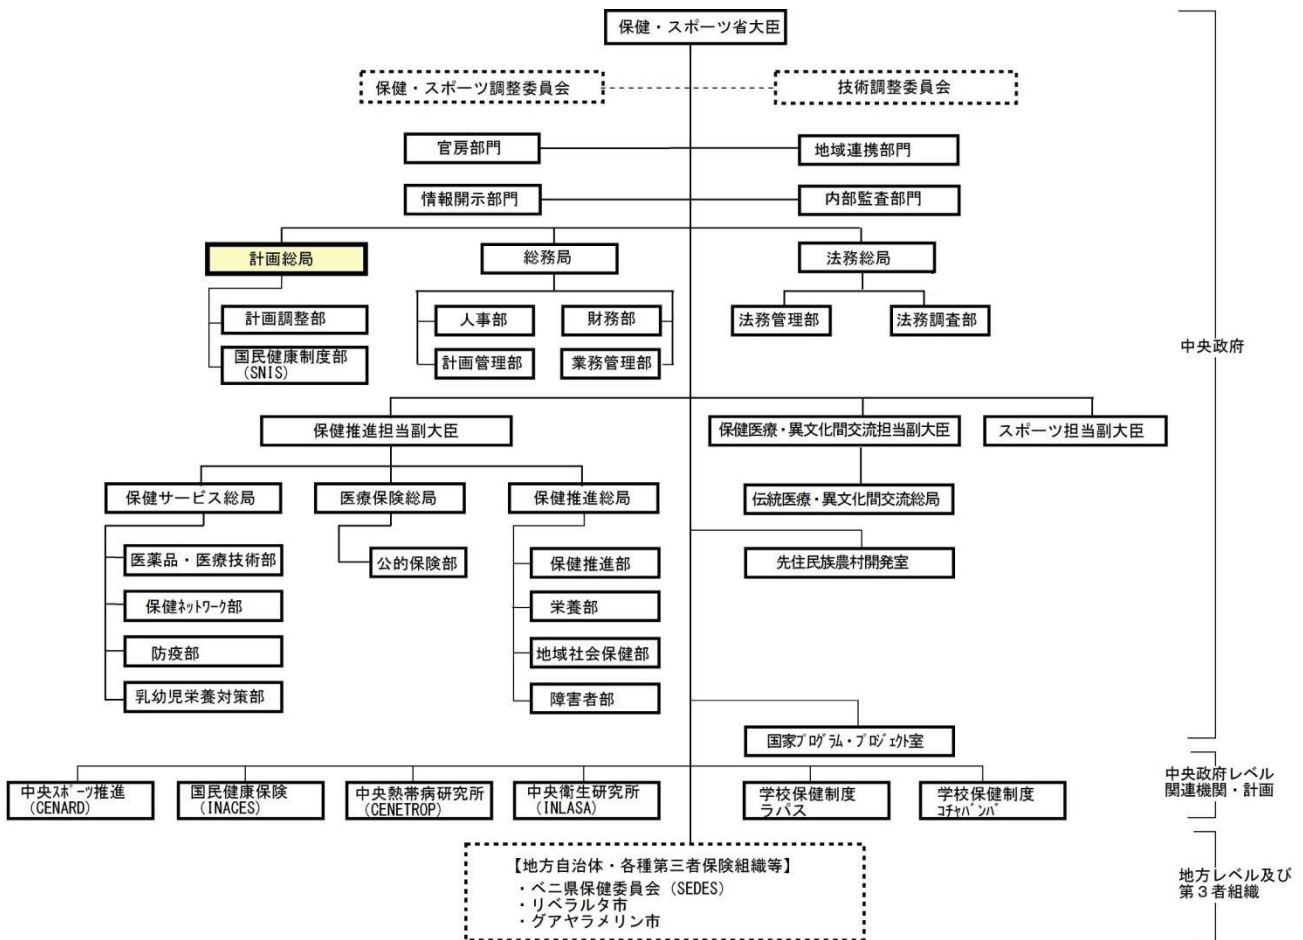 保健・スポーツ省大臣
保健・スポーツ調整委員会
技術調整委員会
官房部門
地域連携部門
情報開示部門
内部監査部門
計画総局
総務局
法務総局
計画調整部
人事部
財務部
法務管理部
法務調査部
国民健康制度部
(SNIS)
計画管理部
業務管理部
中央政府
保健推進担当副大臣
保健医療・異文化間交流担当副大臣
スポーツ担当副大臣
保健サービス総局
医療保険総局
保健推進総局
伝統医療・異文化間交流総局
医薬品・医療技術部
公的保険部
保健推進部
先住民族農村開発室
保健ﾈｯﾄﾜｰｸ部
栄養部
防疫部
地域社会保健部
乳幼児栄養対策部
障害者部
国家ﾌﾟﾛｸﾞﾗﾑ・ﾌﾟﾛｼﾞｪｸﾄ室
中央ｽﾎﾟｰﾂ推進
(CENARD)
国民健康保険
(INACES)
中央熱帯病研究所
(CENETROP)
中央衛生研究所
(INLASA)
学校保健制度
ラパス
学校保健制度
ｺﾁｬﾊﾞﾝﾊﾞ
中央政府レベル
関連機関・計画
【地方自治体・各種第三者保険組織等】
・ベニ県保健委員会 (SEDES)
・リベラルタ市
・グアヤラメリン市
地方レベル及び
第３者組織